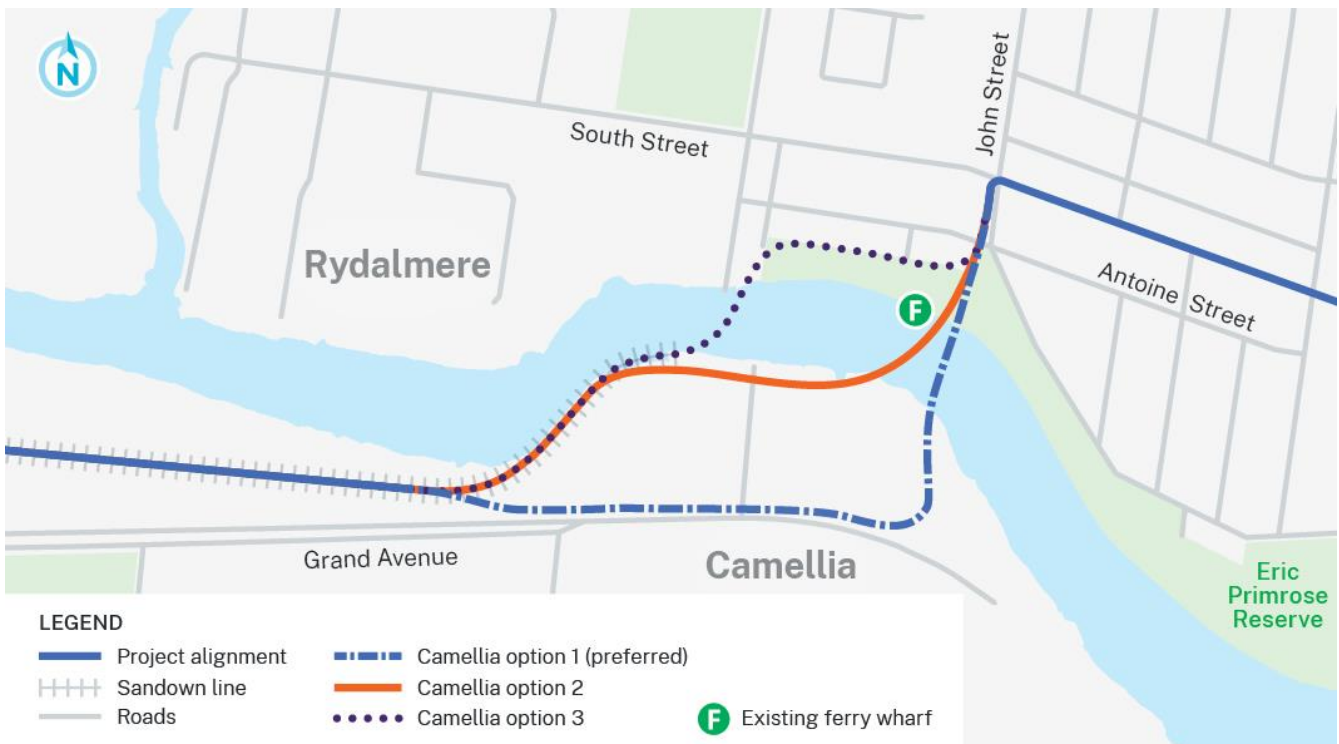 N
John Street
South Street
Rydalmere
Antoine Street
F
Grand Avenue
Camellia
Eric
Primrose
Reserve
LEGEND
Project alignment
Camellia option 1 (preferred)
Sandown line
Camellia option 2
Roads
Camellia option 3
F Existing ferry wharf